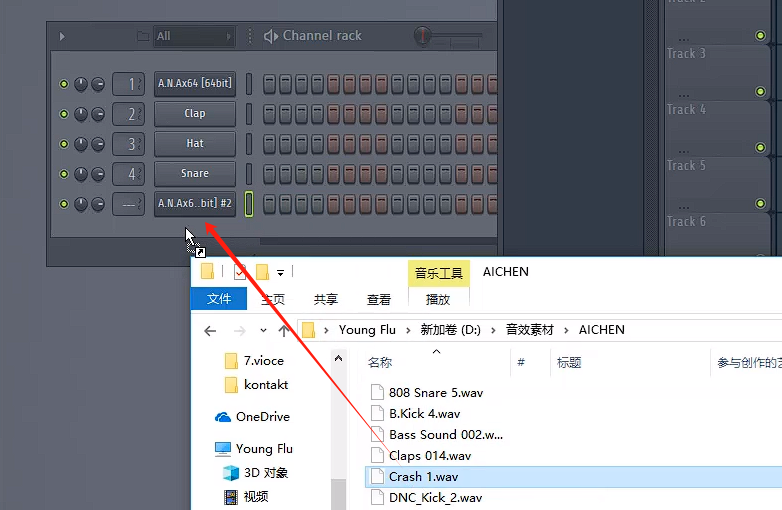 Track 2
All
Channel rack
1 A.N.Ax64 [64bit]
2 Clap
3 Hat
4 Snare
--- A.N.Ax6..bit] #2
Track 3
...
Track 4
...
Track 5
...
Track 6
音乐工具 AICHEN
文件 主页 共享 查看 播放
Young Flu › 新加卷 (D:) › 音效素材 › AICHEN
7.vioce
kontakt
OneDrive
Young Flu
3D 对象
视频
名称 # 标题 参与创作的
808 Snare 5.wav
B.Kick 4.wav
Bass Sound 002.w...
Claps 014.wav
Crash 1.wav
DNC_Kick_2.wav